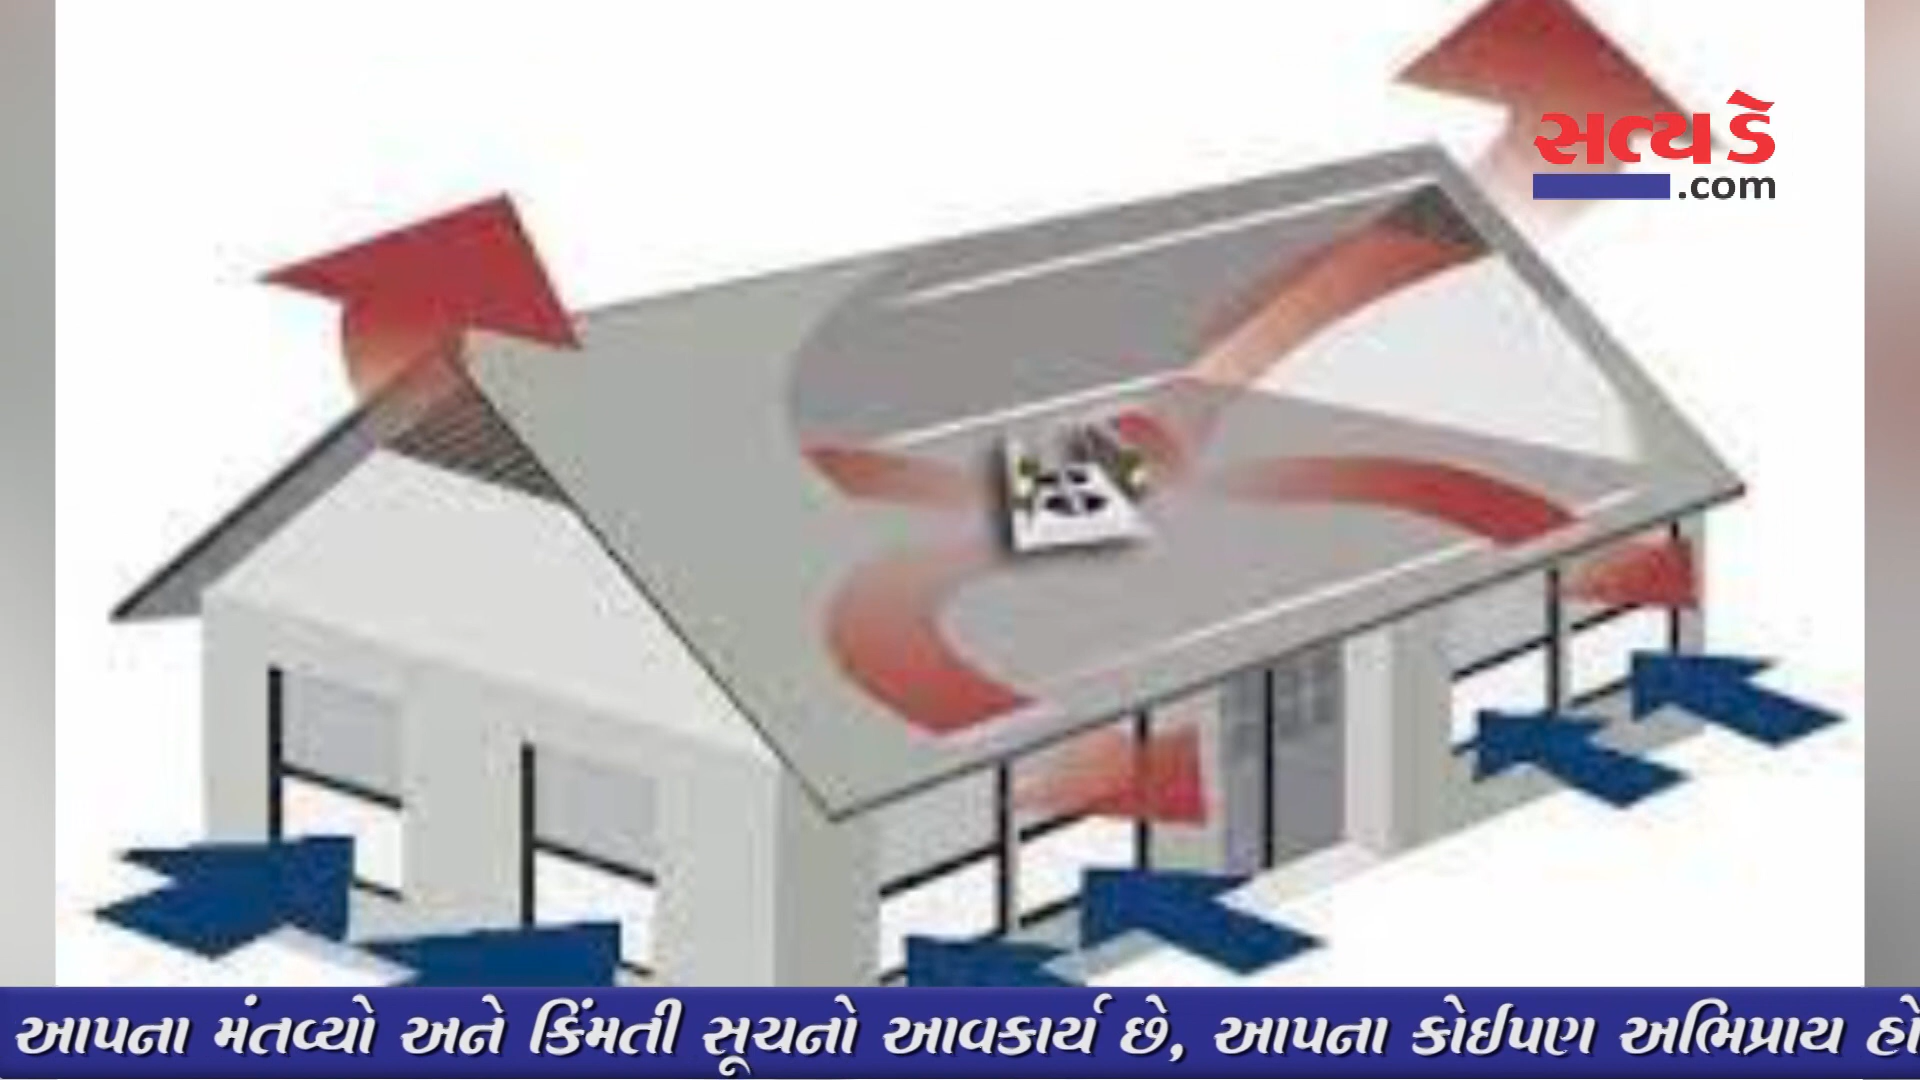 સત્ય ડે
.com
આપના મંતવ્યો અને કિંમતી સૂચનો આવકાર્ય છે, આપના કોઈપણ અભિપ્રાય હો